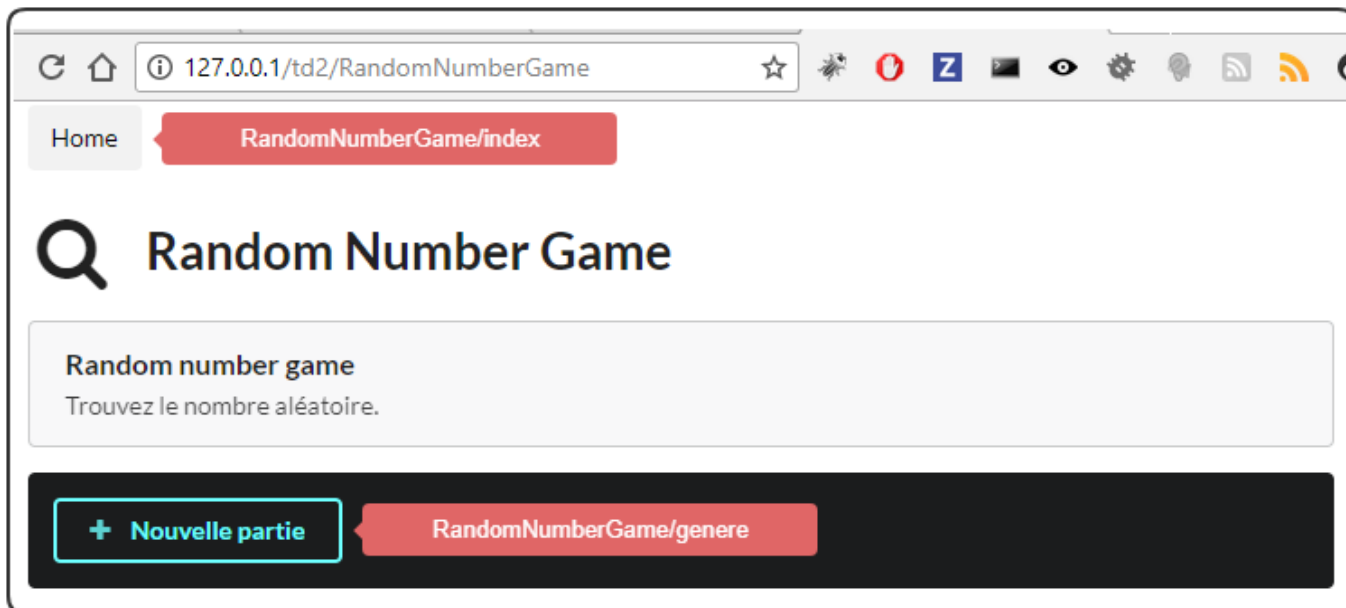 127.0.0.1/td2/RandomNumberGame
Z
Home
RandomNumberGame/index
Random Number Game
Random number game
Trouvez le nombre aléatoire.
+ Nouvelle partie
RandomNumberGame/genere